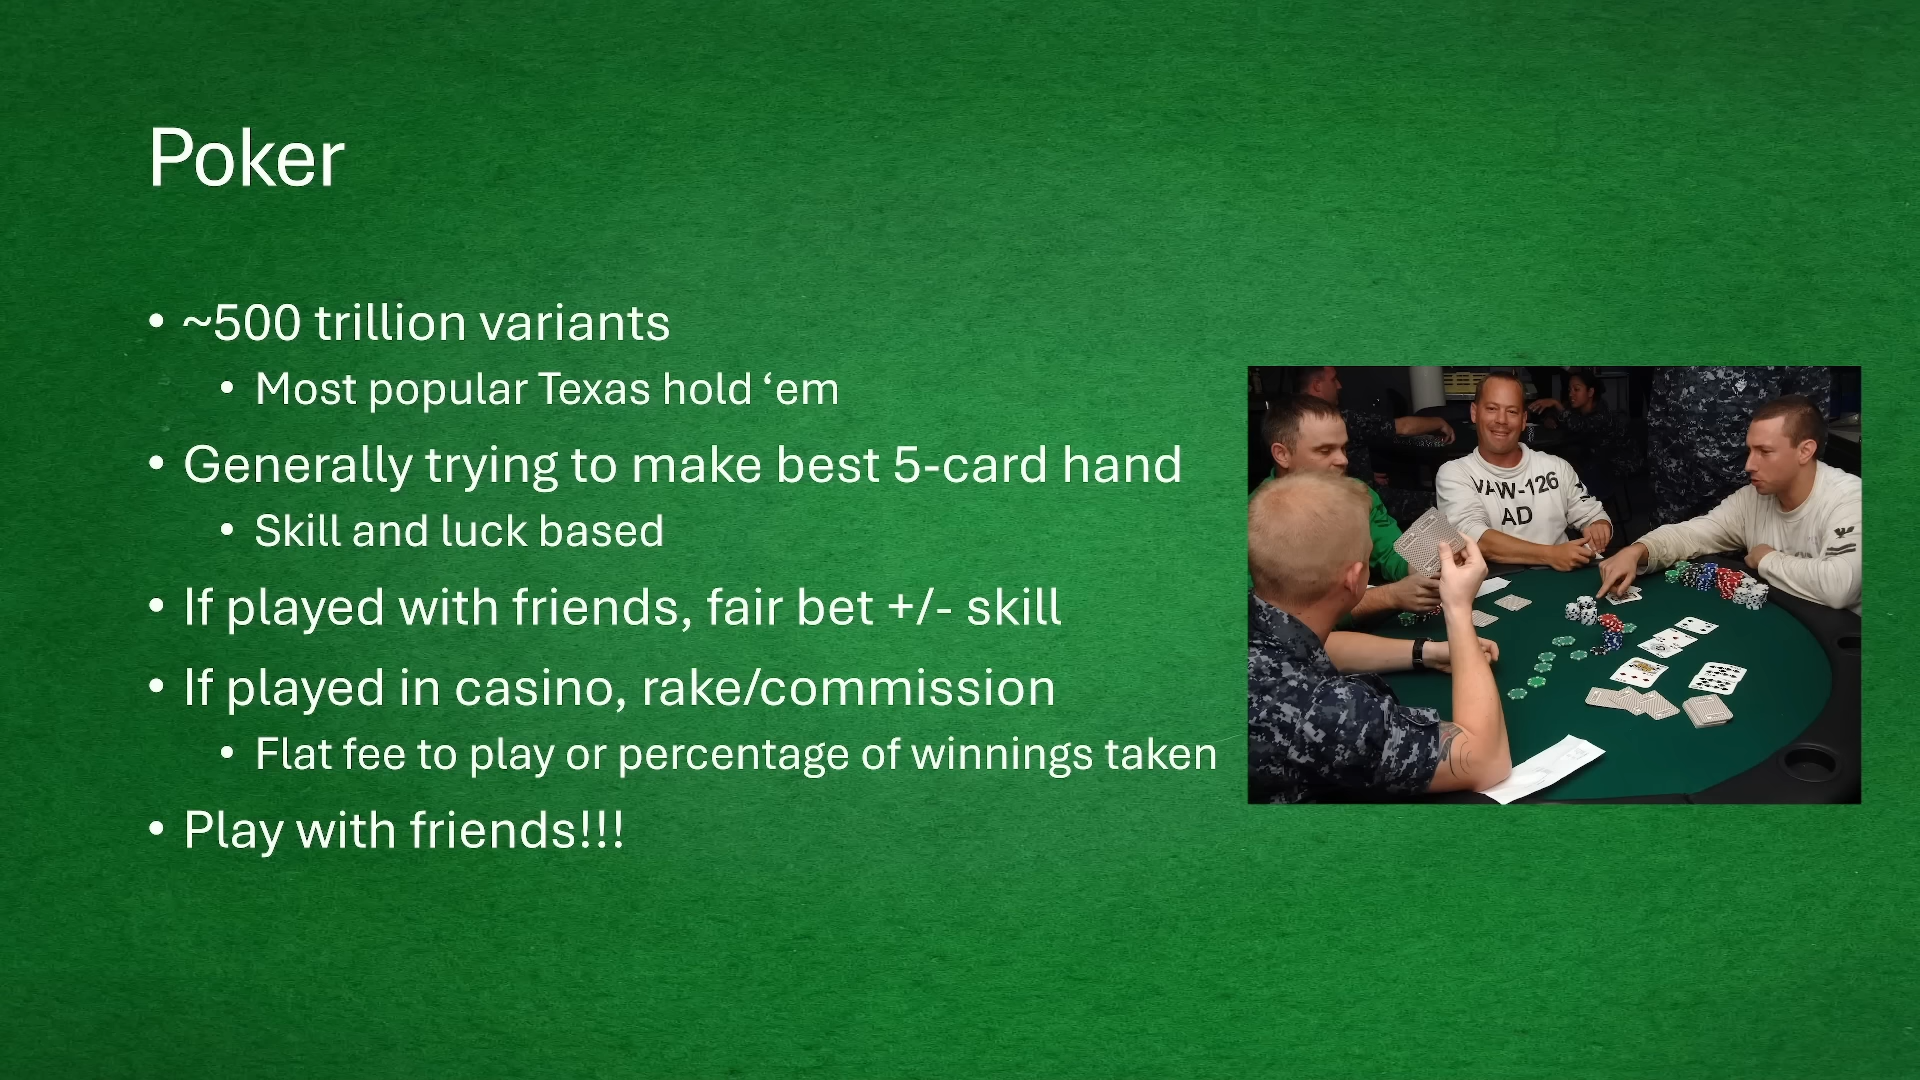 Poker
• ~500 trillion variants
• Most popular Texas hold ‘em
• Generally trying to make best 5-card hand
• Skill and luck based
• If played with friends, fair bet +/- skill
• If played in casino, rake/commission
• Flat fee to play or percentage of winnings taken
• Play with friends!!!
VAW-126
AD